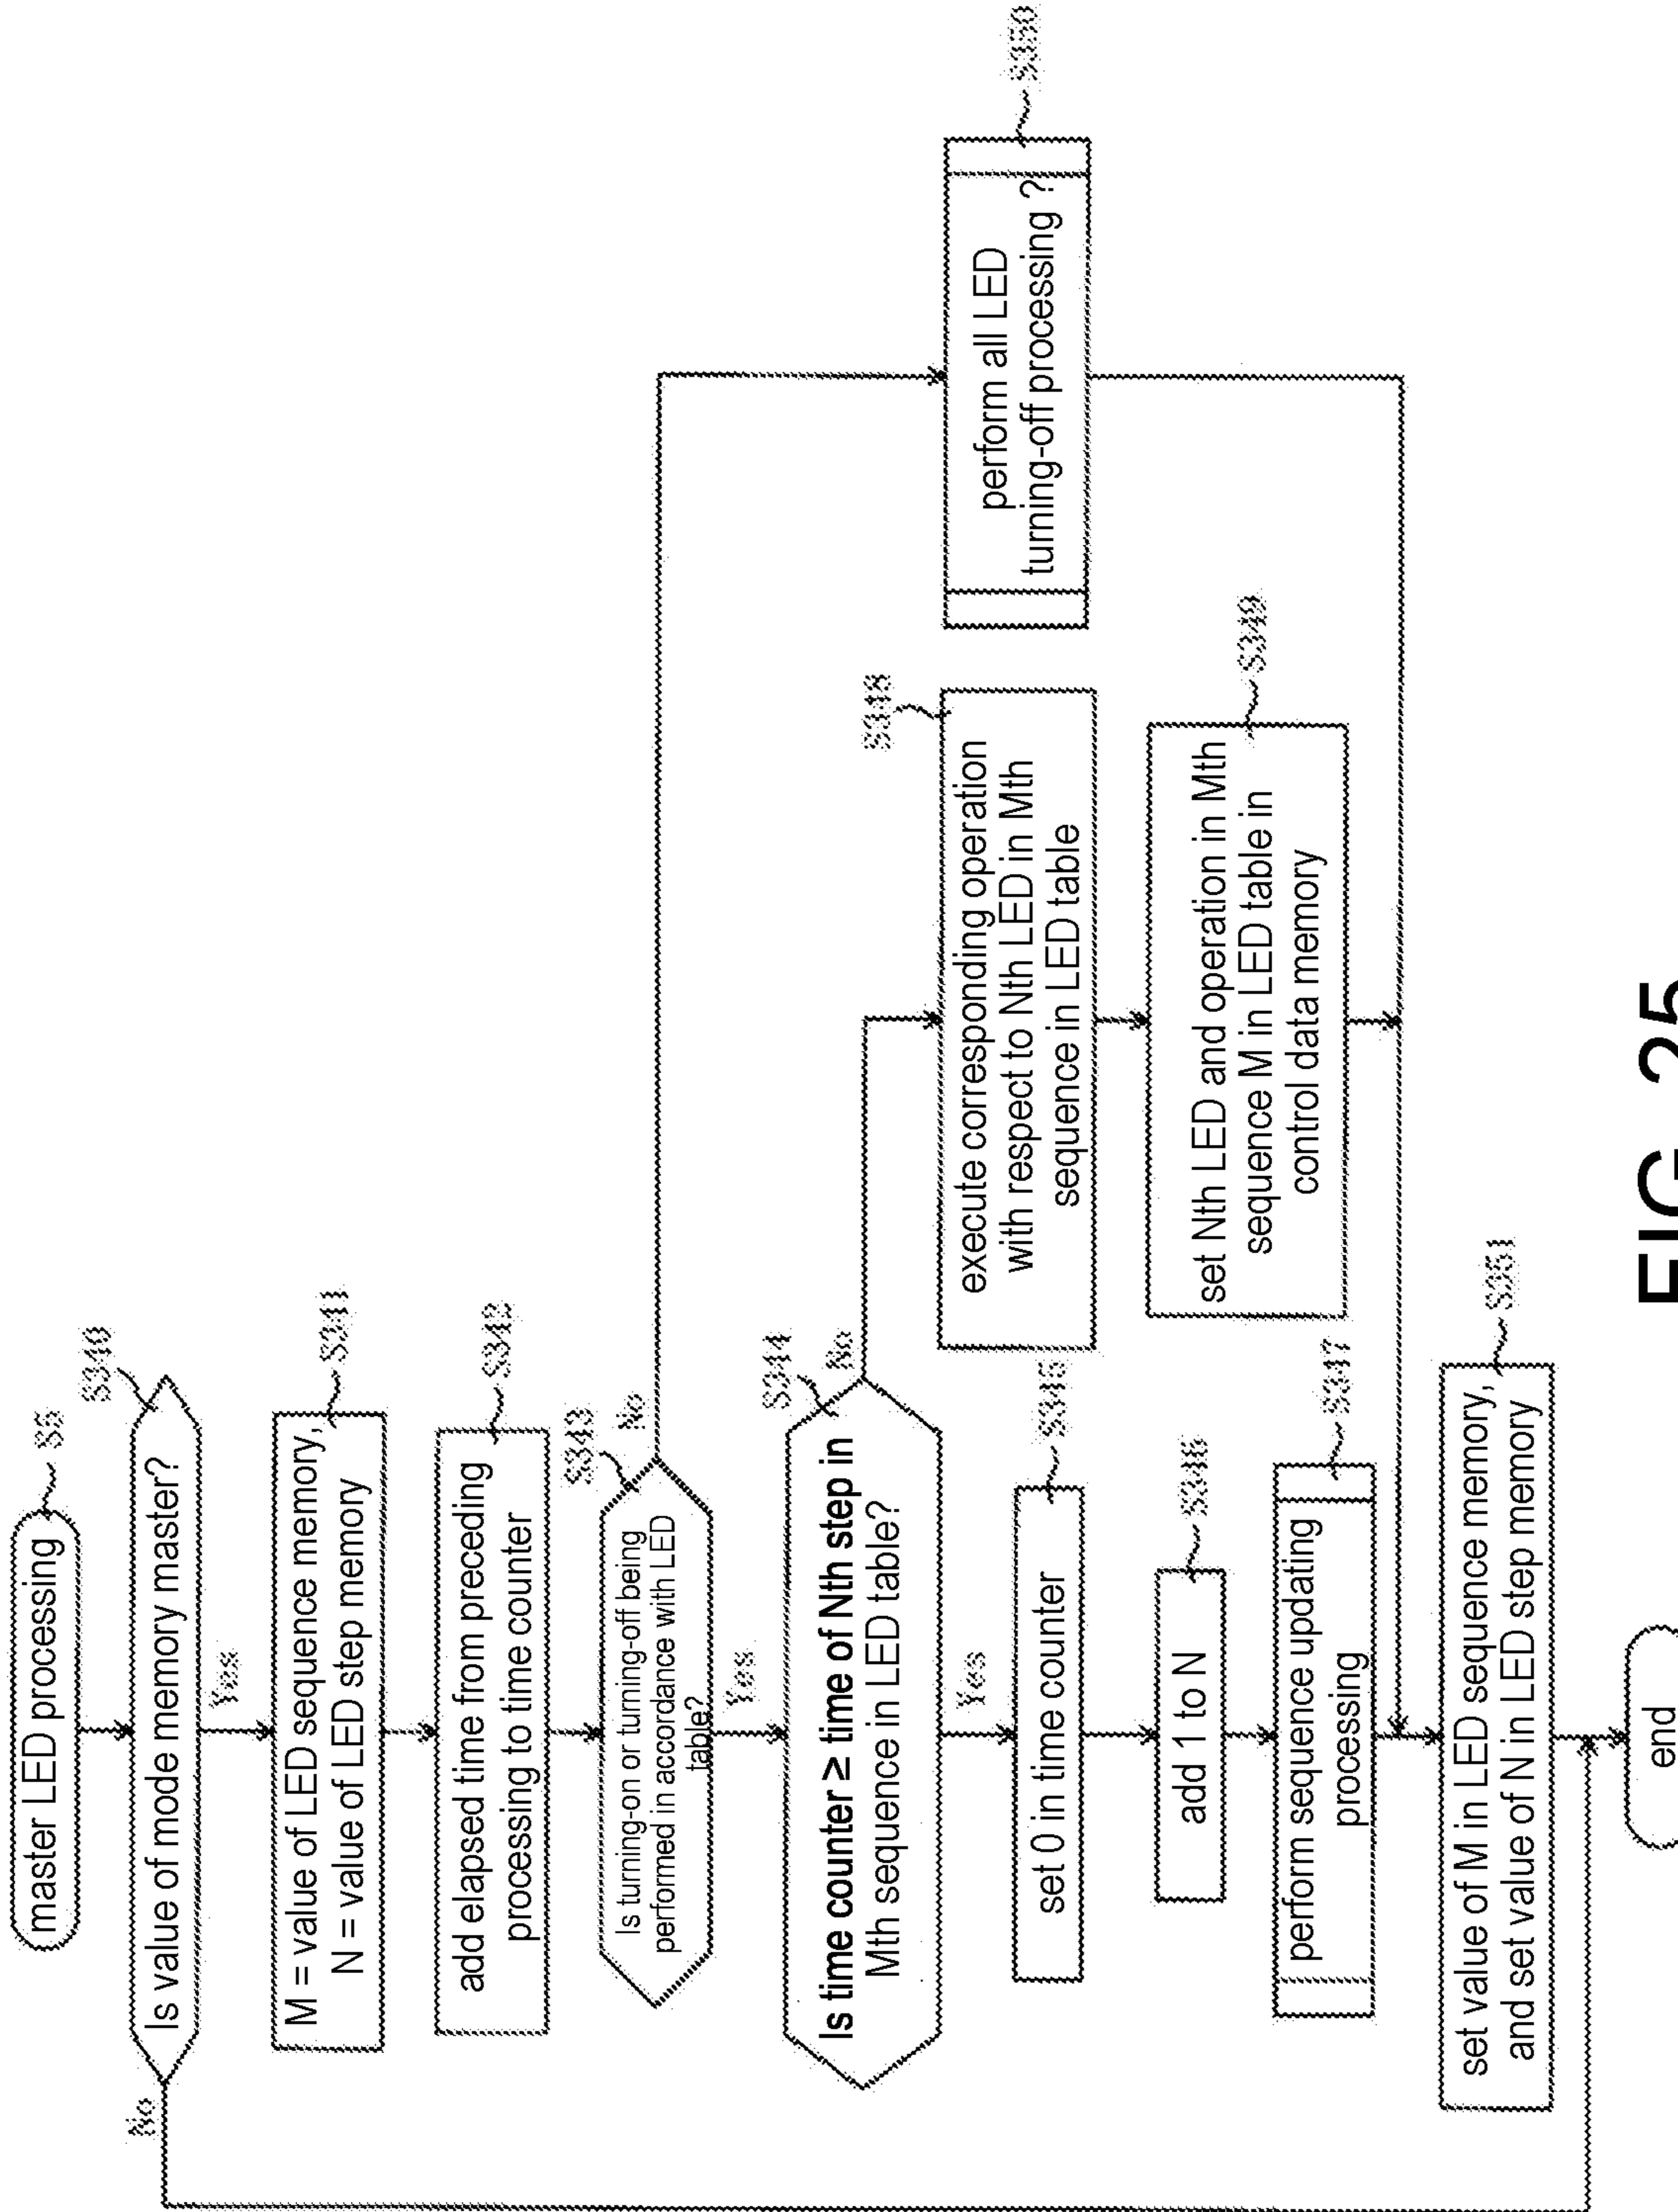 master LED processing
S5
Is value of mode memory master?
S340
No
Yes
M = value of LED sequence memory,
N = value of LED step memory
S341
add elapsed time from preceding
processing to time counter
S342
Is turning-on or turning-off being
performed in accordance with LED
table?
S343
No
Yes
Is time counter ≥ time of Nth step in
Mth sequence in LED table?
S344
No
Yes
set 0 in time counter
S345
add 1 to N
S346
perform sequence updating
processing
S347
execute corresponding operation
with respect to Nth LED in Mth
sequence in LED table
S348
set Nth LED and operation in Mth
sequence M in LED table in
control data memory
S349
perform all LED
turning-off processing ?
S350
set value of M in LED sequence memory,
and set value of N in LED step memory
S351
end
FIG. 25